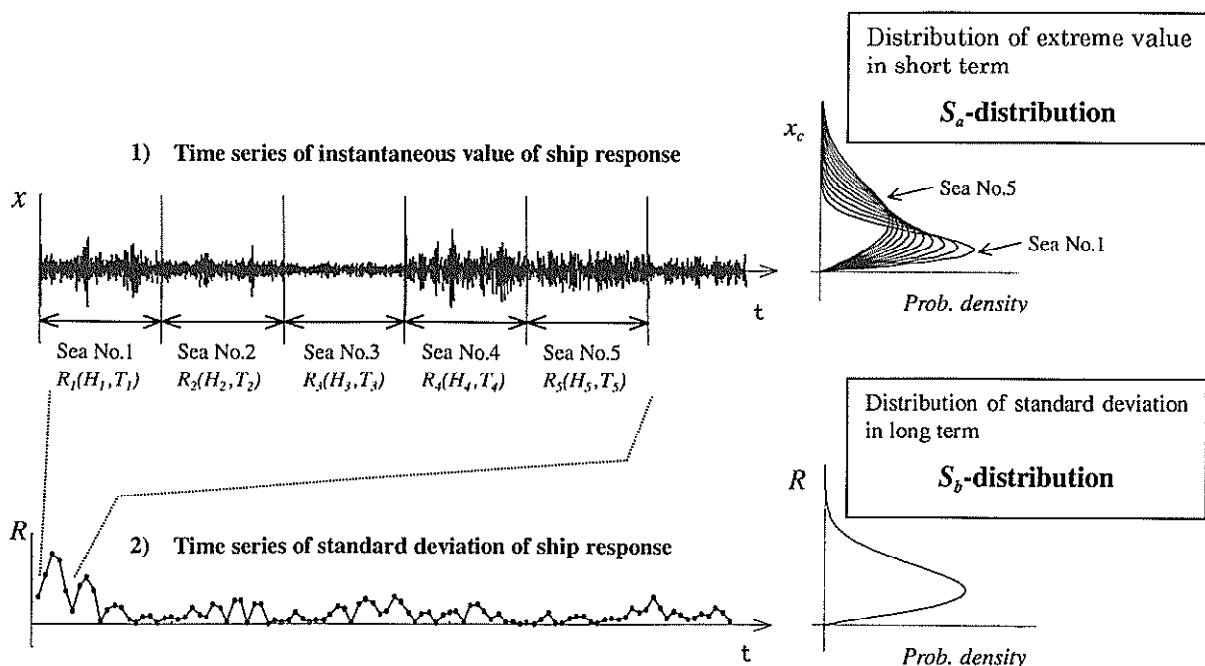 Distribution of extreme value
in short term
S_a-distribution
1) Time series of instantaneous value of ship response
x_c
x
Sea No.5
Sea No.1
t
Prob. density
Sea No.1 Sea No.2 Sea No.3 Sea No.4 Sea No.5
R_1(H_1,T_1) R_2(H_2,T_2) R_3(H_3,T_3) R_4(H_4,T_4) R_5(H_5,T_5)
Distribution of standard deviation
in long term
S_b-distribution
R
R
2) Time series of standard deviation of ship response
t
Prob. density